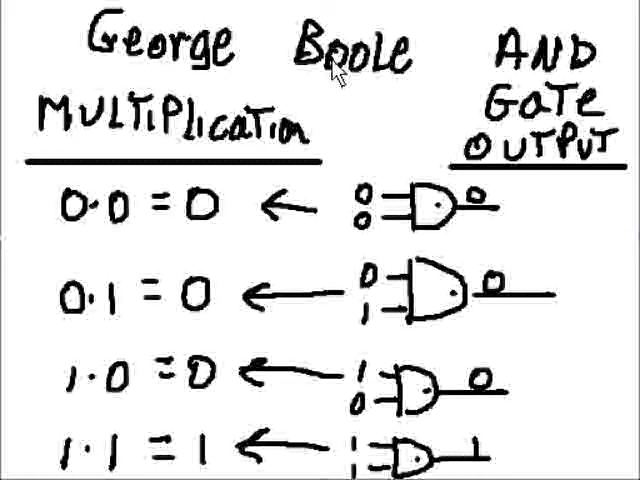 George Boole
AND GATE OUTPUT
MULTIPLICATION
0·0 = 0 ← 0 0 0
0·1 = 0 ← 0 1 0
1·0 = 0 ← 1 0 0
1·1 = 1 ← 1 1 1